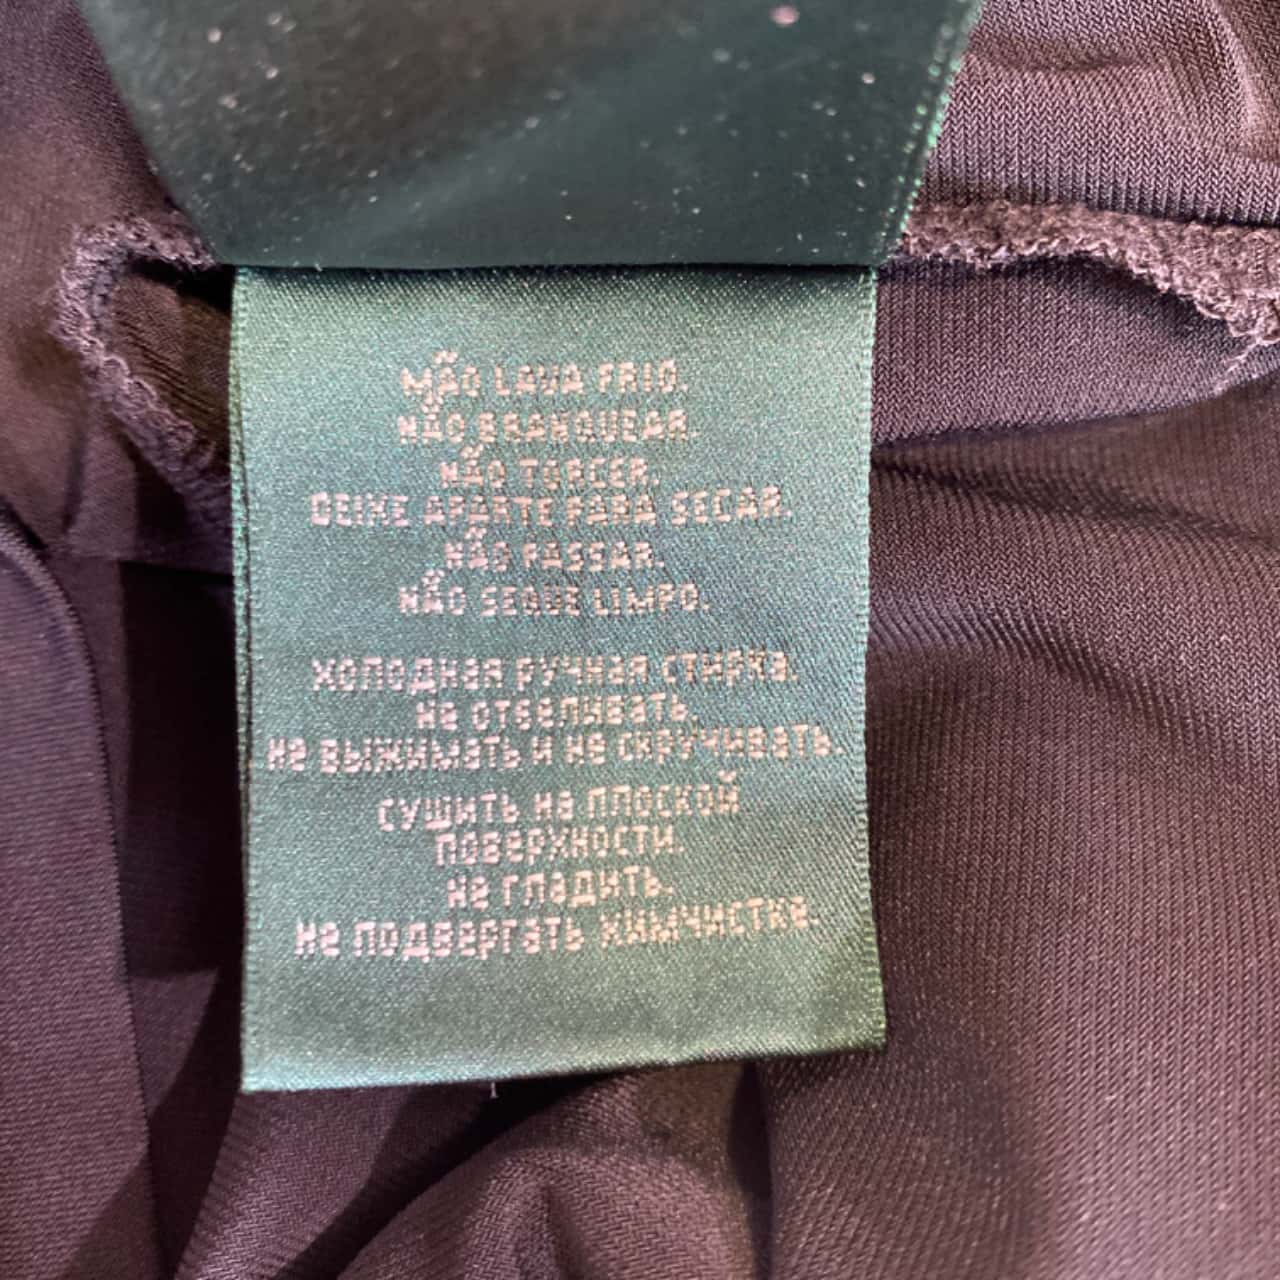 MÃO LAVA FRIO.
NÃO BRANQUEAR.
NÃO TORCER.
DEIXE APARTE PARA SECAR.
NÃO PASSAR.
NÃO SEQUE LIMPO.
ХОЛОДНАЯ РУЧНАЯ СТИРКА.
НЕ ОТБЕЛИВАТЬ.
НЕ ВЫЖИМАТЬ И НЕ СКРУЧИВАТЬ.
СУШИТЬ НА ПЛОСКОЙ
ПОВЕРХНОСТИ.
НЕ ГЛАДИТЬ.
НЕ ПОДВЕРГАТЬ ХИМЧИСТКЕ.